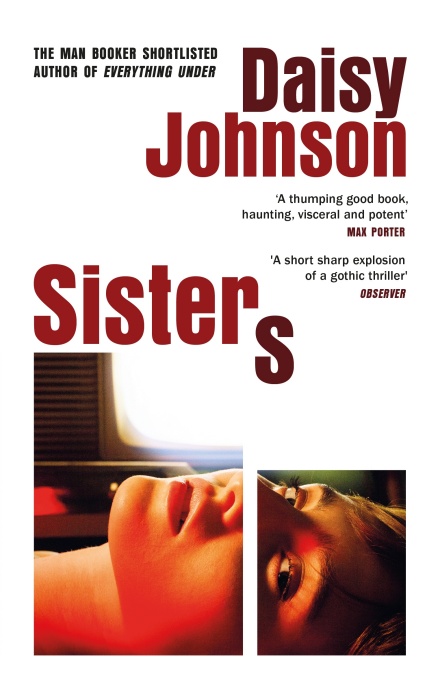 THE MAN BOOKER SHORTLISTED
AUTHOR OF EVERYTHING UNDER
Daisy
Johnson
‘A thumping good book,
haunting, visceral and potent’
MAX PORTER
'A short sharp explosion
of a gothic thriller'
OBSERVER
Sisters